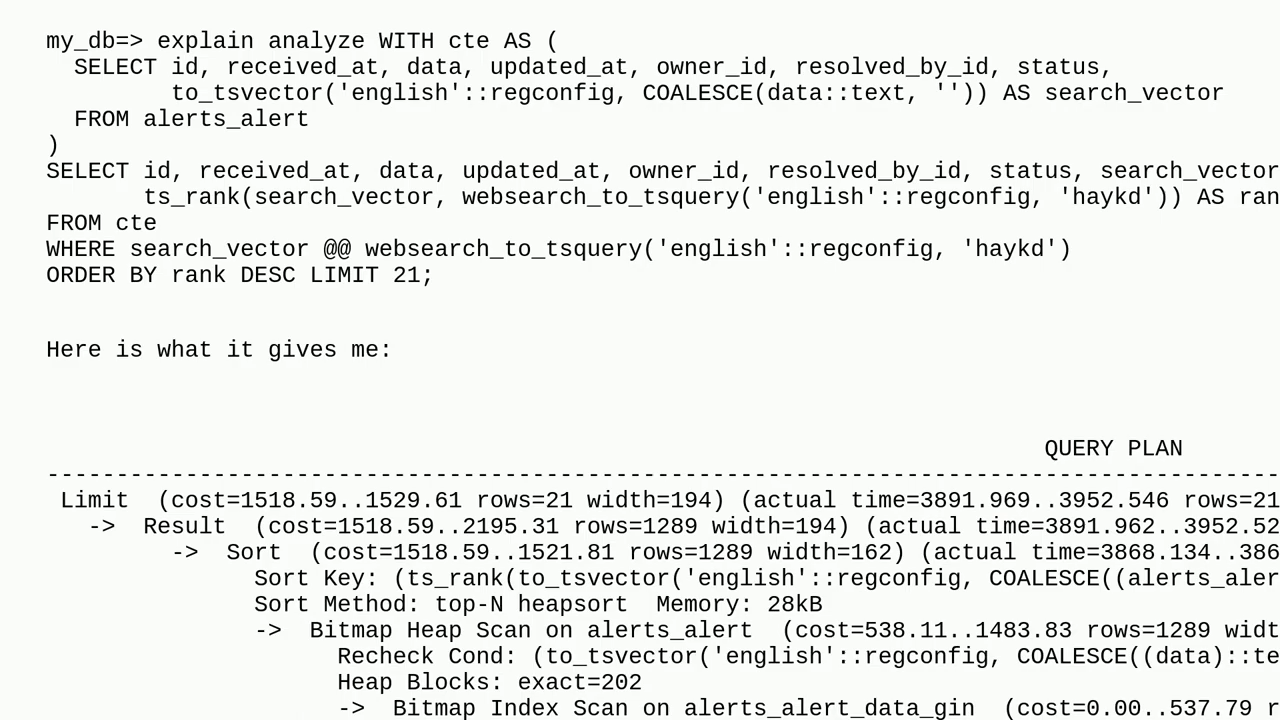 my_db=> explain analyze WITH cte AS (
  SELECT id, received_at, data, updated_at, owner_id, resolved_by_id, status,
         to_tsvector('english'::regconfig, COALESCE(data::text, '')) AS search_vector
  FROM alerts_alert
)
SELECT id, received_at, data, updated_at, owner_id, resolved_by_id, status, search_vector
       ts_rank(search_vector, websearch_to_tsquery('english'::regconfig, 'haykd')) AS ran
FROM cte
WHERE search_vector @@ websearch_to_tsquery('english'::regconfig, 'haykd')
ORDER BY rank DESC LIMIT 21;
Here is what it gives me:
QUERY PLAN
-----------------------------------------------------------------------------------------
 Limit  (cost=1518.59..1529.61 rows=21 width=194) (actual time=3891.969..3952.546 rows=21
   ->  Result  (cost=1518.59..2195.31 rows=1289 width=194) (actual time=3891.962..3952.52
         ->  Sort  (cost=1518.59..1521.81 rows=1289 width=162) (actual time=3868.134..386
               Sort Key: (ts_rank(to_tsvector('english'::regconfig, COALESCE((alerts_aler
               Sort Method: top-N heapsort  Memory: 28kB
               ->  Bitmap Heap Scan on alerts_alert  (cost=538.11..1483.83 rows=1289 widt
                     Recheck Cond: (to_tsvector('english'::regconfig, COALESCE((data)::te
                     Heap Blocks: exact=202
                     ->  Bitmap Index Scan on alerts_alert_data_gin  (cost=0.00..537.79 r